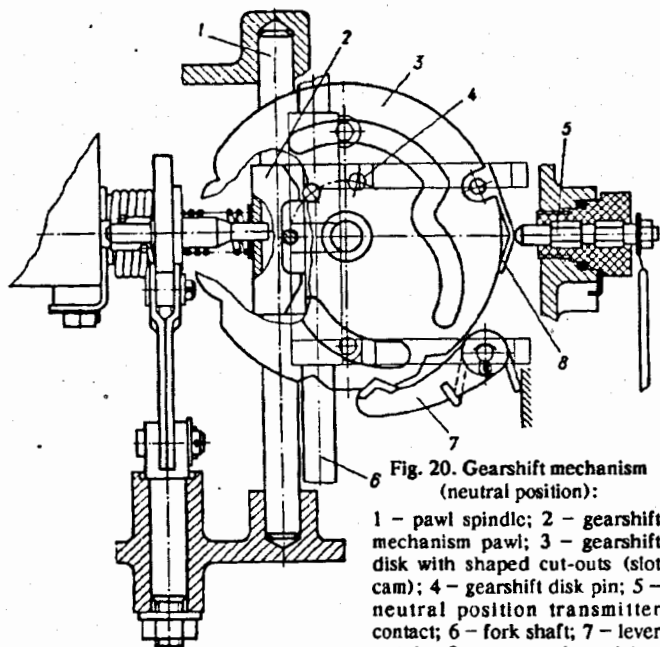 1
2
3
4
5
8
7
6
Fig. 20. Gearshift mechanism
(neutral position):
1 – pawl spindle; 2 – gearshift
mechanism pawl; 3 – gearshift
disk with shaped cut-outs (slot
cam); 4 – gearshift disk pin; 5 –
neutral position transmitter
contact; 6 – fork shaft; 7 – lever